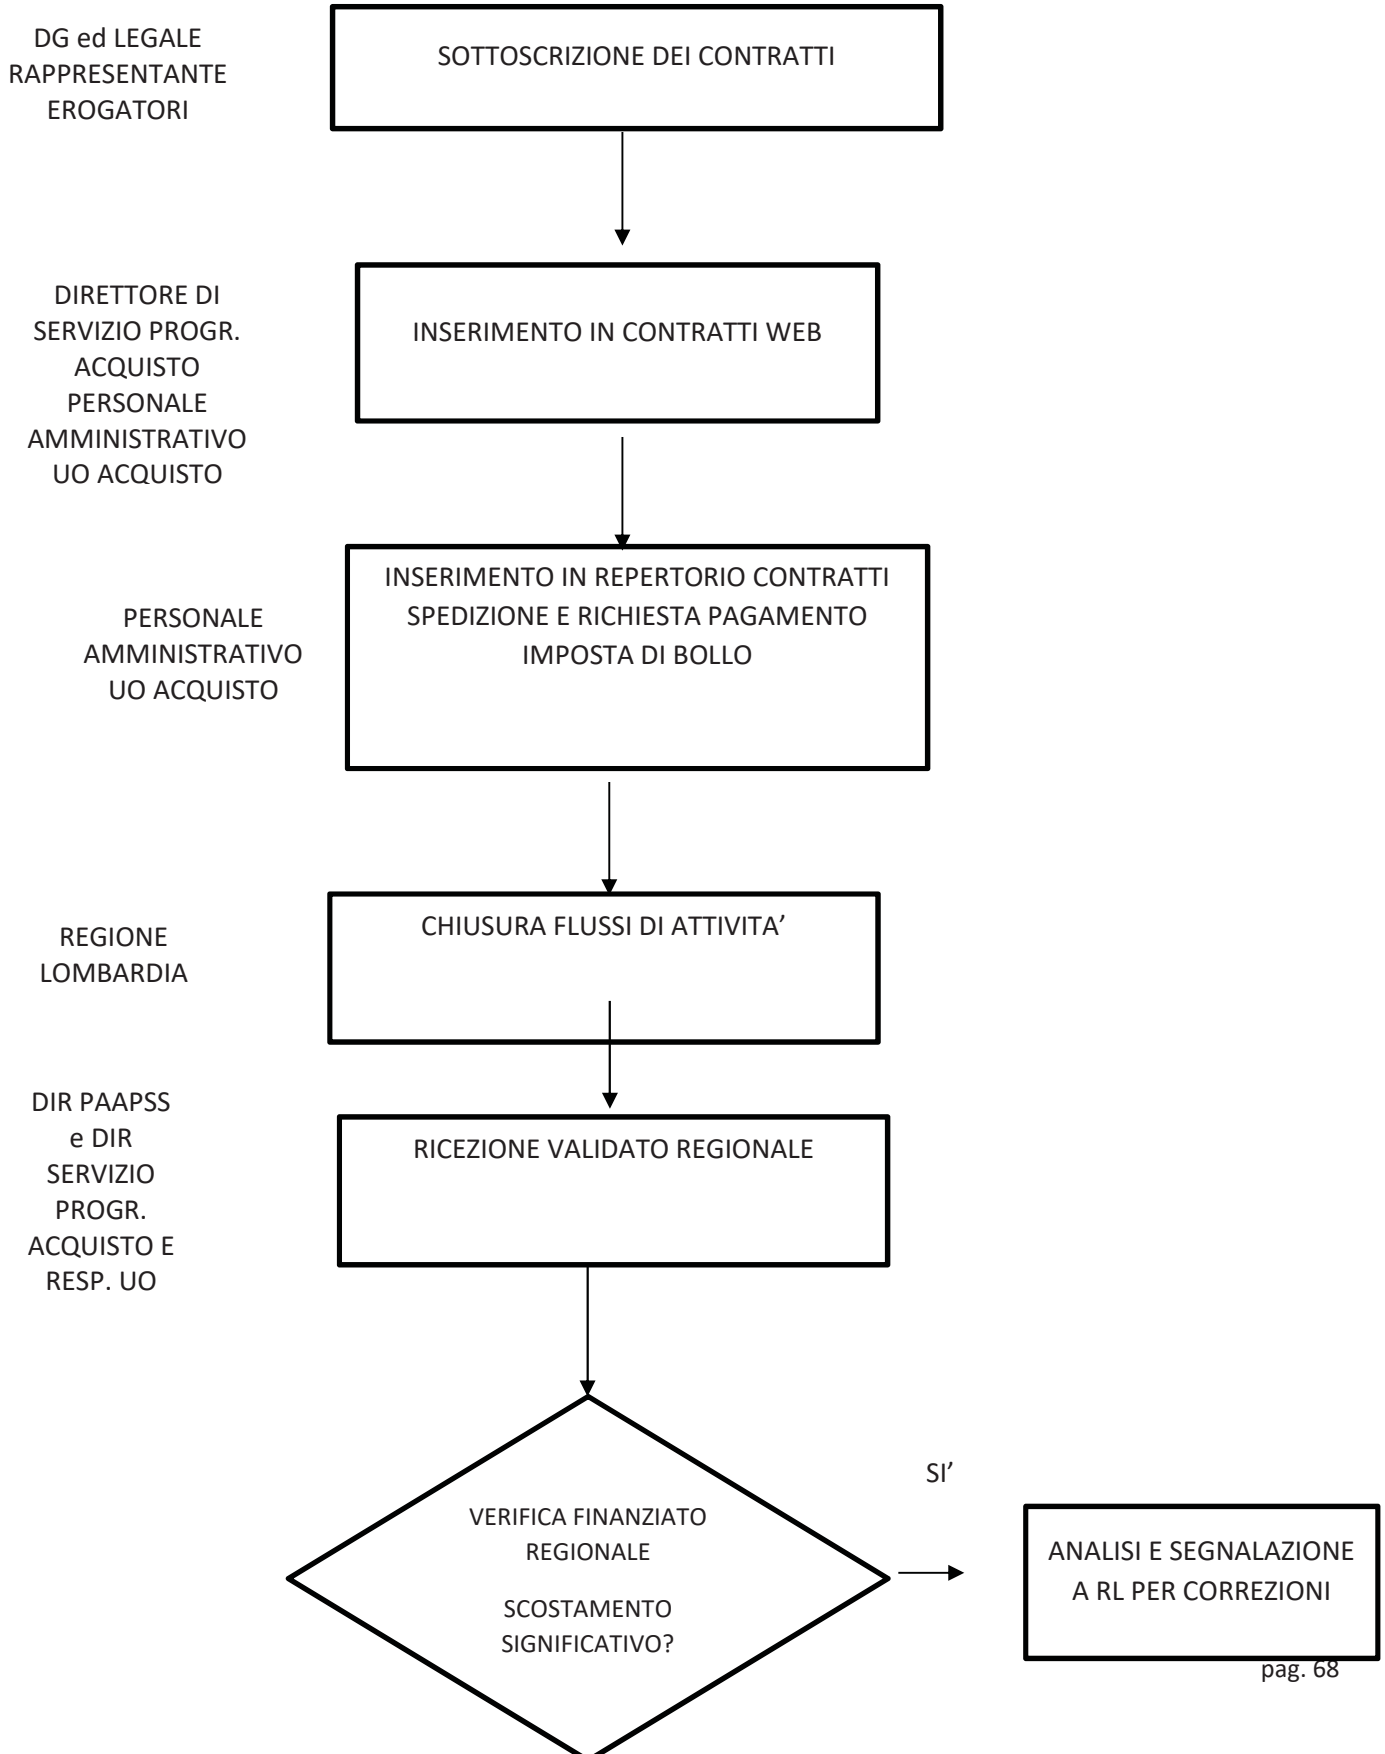 DG ed LEGALE
RAPPRESENTANTE
EROGATORI
SOTTOSCRIZIONE DEI CONTRATTI
DIRETTORE DI
SERVIZIO PROGR.
ACQUISTO
PERSONALE
AMMINISTRATIVO
UO ACQUISTO
INSERIMENTO IN CONTRATTI WEB
PERSONALE
AMMINISTRATIVO
UO ACQUISTO
INSERIMENTO IN REPERTORIO CONTRATTI
SPEDIZIONE E RICHIESTA PAGAMENTO
IMPOSTA DI BOLLO
REGIONE
LOMBARDIA
CHIUSURA FLUSSI DI ATTIVITA’
DIR PAAPSS
e DIR
SERVIZIO
PROGR.
ACQUISTO E
RESP. UO
RICEZIONE VALIDATO REGIONALE
VERIFICA FINANZIATO
REGIONALE
SCOSTAMENTO
SIGNIFICATIVO?
SI’
ANALISI E SEGNALAZIONE
A RL PER CORREZIONI
pag. 68